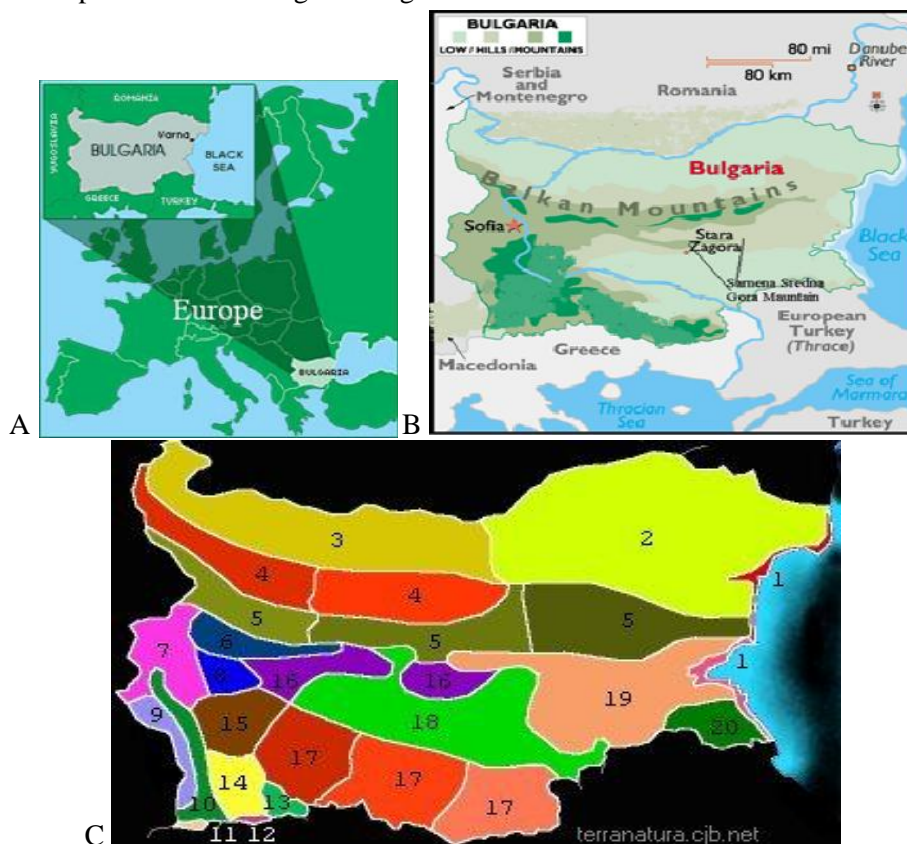 A
ROMANIA
YUGOSLAVIA
Varna
BULGARIA
BLACK SEA
GREECE
TURKEY
Europe
BULGARIA
B
BULGARIA
LOW // HILLS // MOUNTAINS
80 mi
80 km
Danube River
Serbia and Montenegro
Romania
Bulgaria
Balkan Mountains
Sofia
Stara Zagora
Black Sea
Sarnena Sredna Gora Mauntain
European Turkey (Thrace)
Macedonia
Greece
Thracian Sea
Sea of Marmara
Turkey
C
3
2
1
4
4
5
5
5
6
7
8
16
16
1
19
9
15
18
20
17
17
17
14
10
13
11 12
terranatura.cjb.net